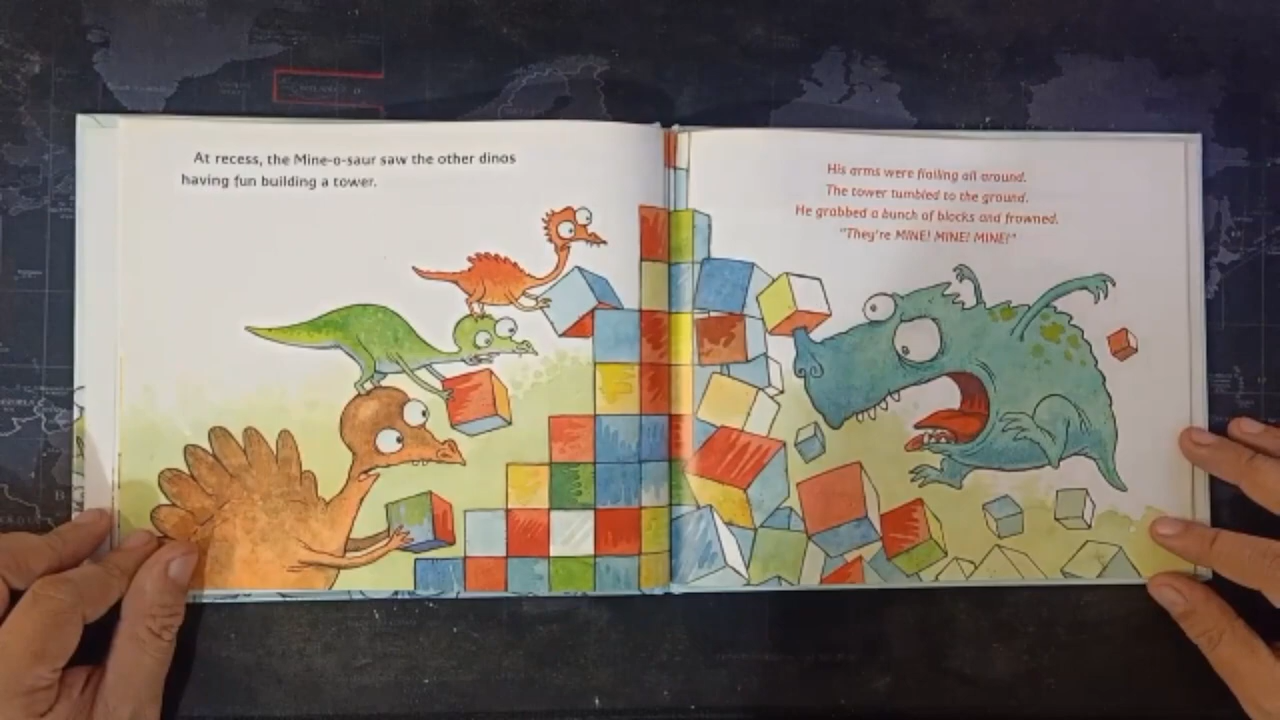 At recess, the Mine-o-saur saw the other dinos
having fun building a tower.
His arms were flailing all around.
The tower tumbled to the ground.
He grabbed a bunch of blocks and frowned.
"They're MINE! MINE! MINE!"